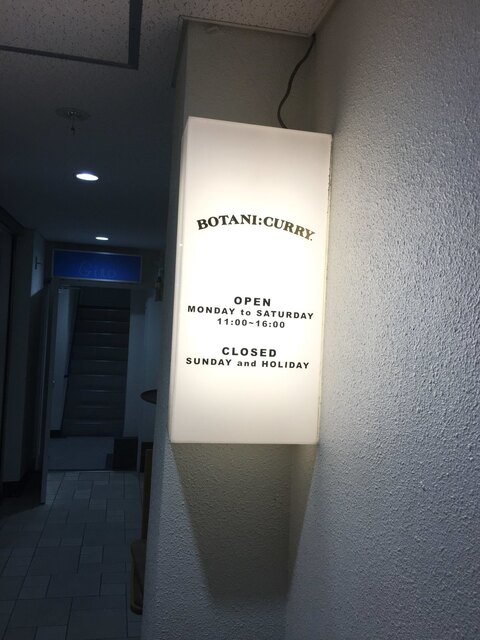 BOTANI:CURRY.
OPEN
MONDAY to SATURDAY
11:00~16:00
CLOSED
SUNDAY and HOLIDAY